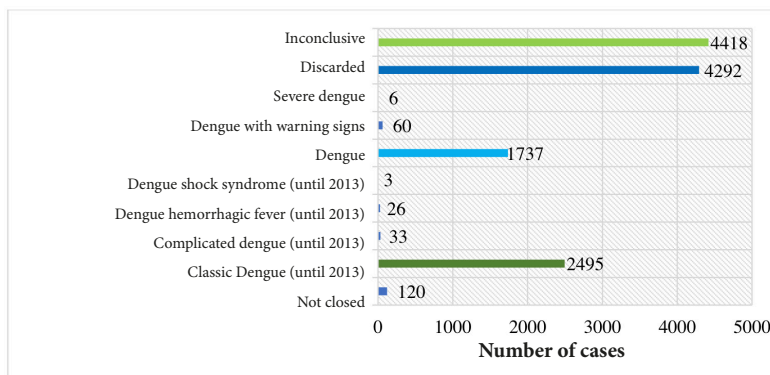 Inconclusive 4418
Discarded 4292
Severe dengue 6
Dengue with warning signs 60
Dengue 1737
Dengue shock syndrome (until 2013) 3
Dengue hemorrhagic fever (until 2013) 26
Complicated dengue (until 2013) 33
Classic Dengue (until 2013) 2495
Not closed 120
0 1000 2000 3000 4000 5000
Number of cases